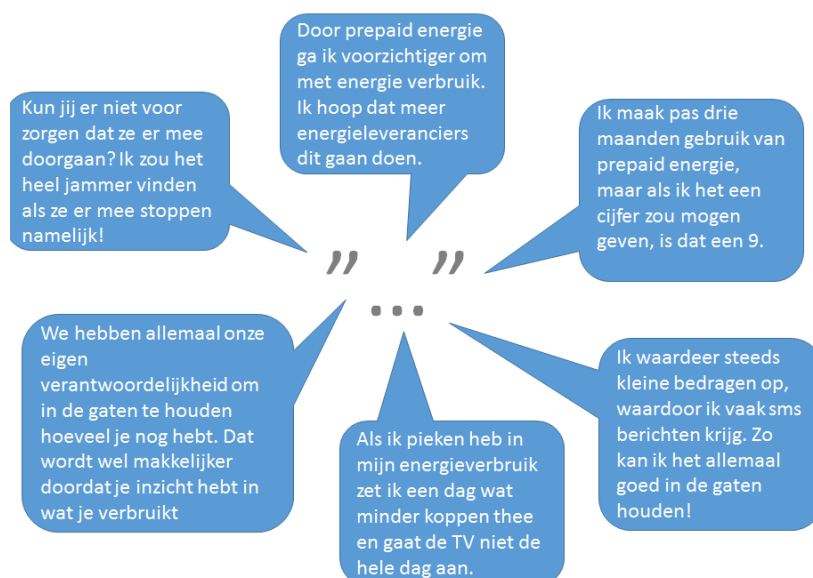 Door prepaid energie
ga ik voorzichtiger om
met energie verbruik.
Ik hoop dat meer
energieleveranciers
dit gaan doen.
Kun jij er niet voor
zorgen dat ze er mee
doorgaan? Ik zou het
heel jammer vinden
als ze er mee stoppen
namelijk!
Ik maak pas drie
maanden gebruik van
prepaid energie,
maar als ik het een
cijfer zou mogen
geven, is dat een 9.
” ”
...
We hebben allemaal onze
eigen
verantwoordelijkheid om
in de gaten te houden
hoeveel je nog hebt. Dat
wordt wel makkelijker
doordat je inzicht hebt in
wat je verbruikt
Als ik pieken heb in
mijn energieverbruik
zet ik een dag wat
minder koppen thee
en gaat de TV niet de
hele dag aan.
Ik waardeer steeds
kleine bedragen op,
waardoor ik vaak sms
berichten krijg. Zo
kan ik het allemaal
goed in de gaten
houden!